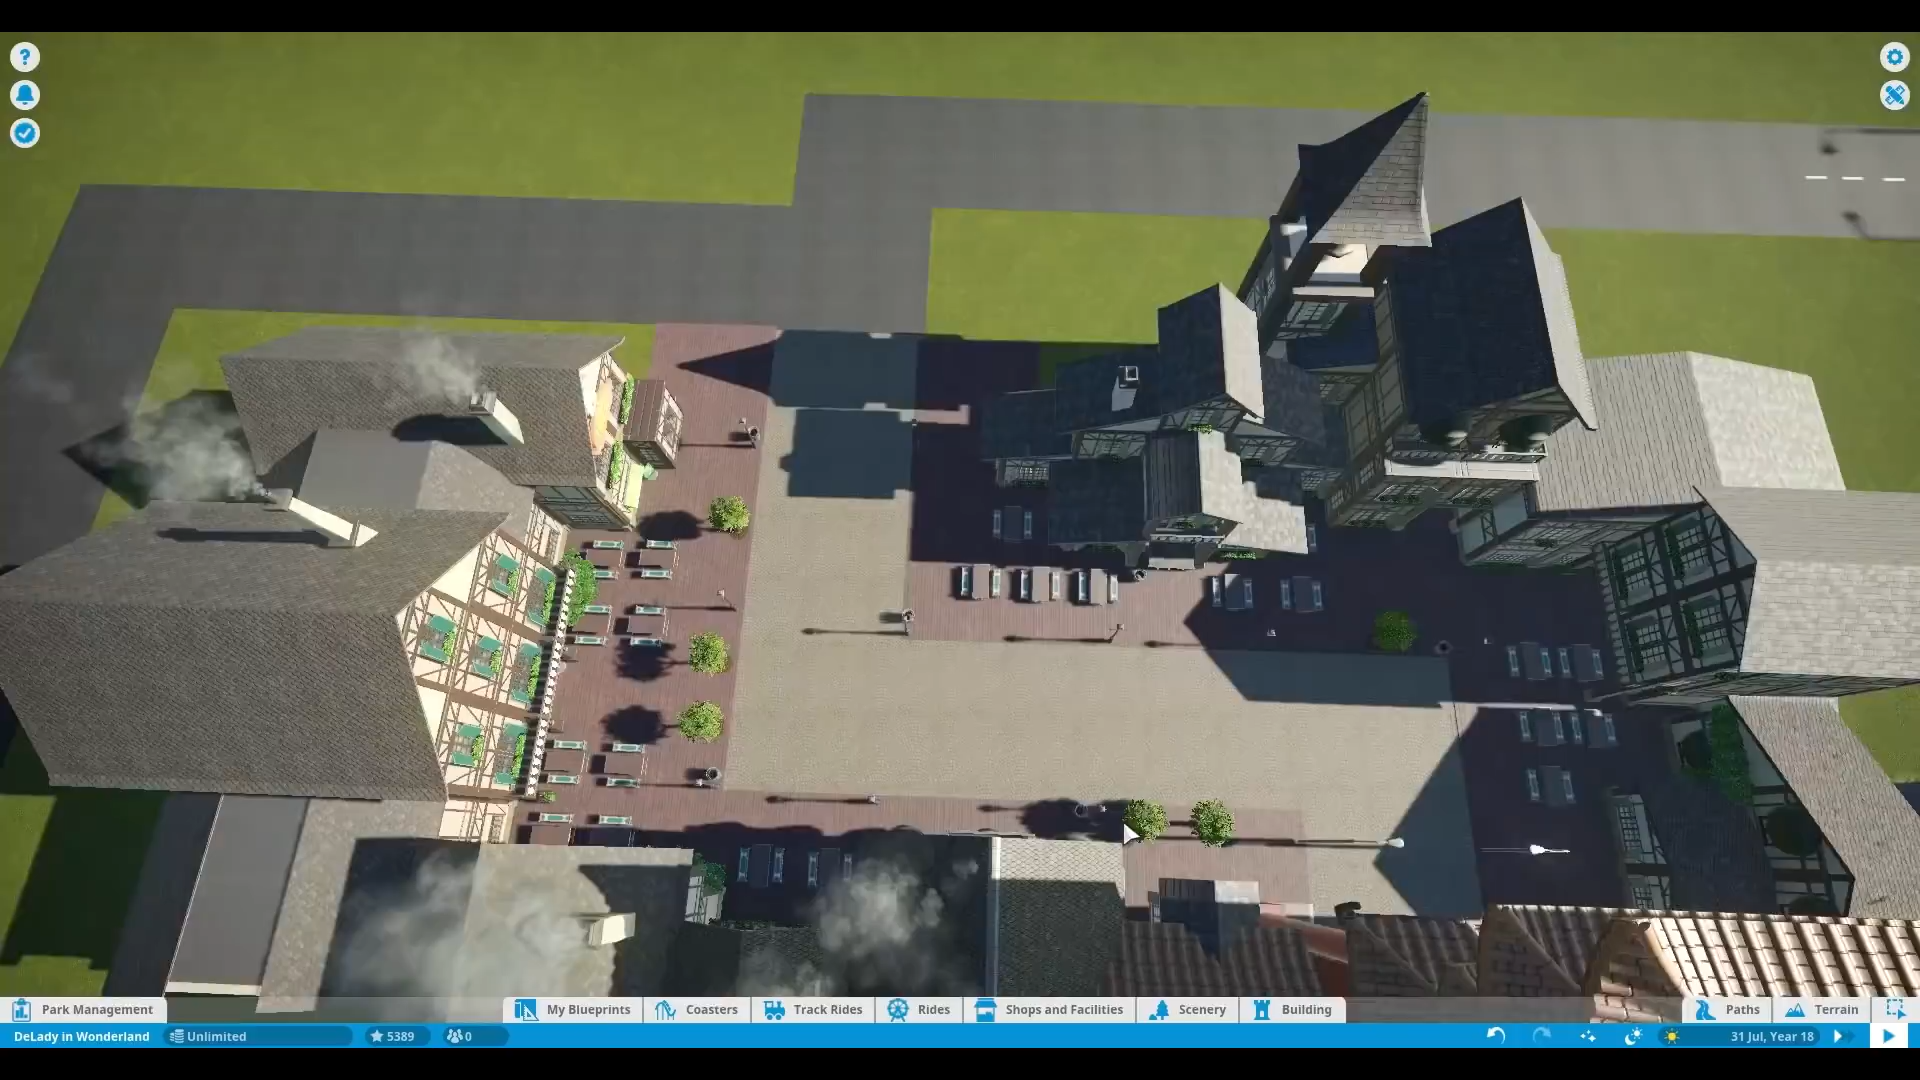 Park Management
My Blueprints
Coasters
Track Rides
Rides
Shops and Facilities
Scenery
Building
Paths
Terrain
DeLady in Wonderland
Unlimited
5389
0
31 Jul, Year 18